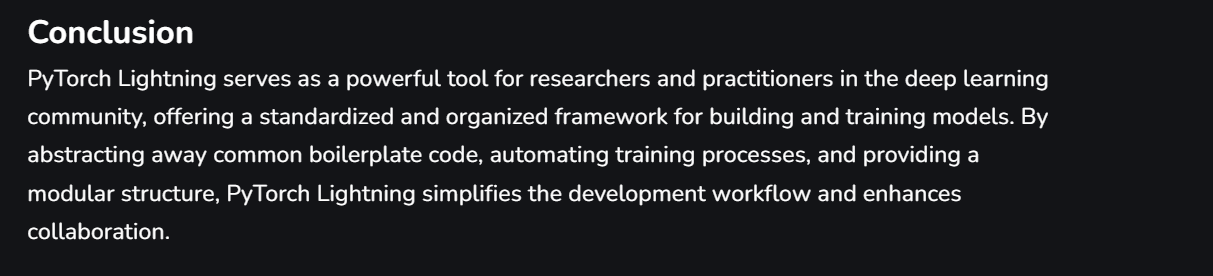 Conclusion
PyTorch Lightning serves as a powerful tool for researchers and practitioners in the deep learning
community, offering a standardized and organized framework for building and training models. By
abstracting away common boilerplate code, automating training processes, and providing a
modular structure, PyTorch Lightning simplifies the development workflow and enhances
collaboration.